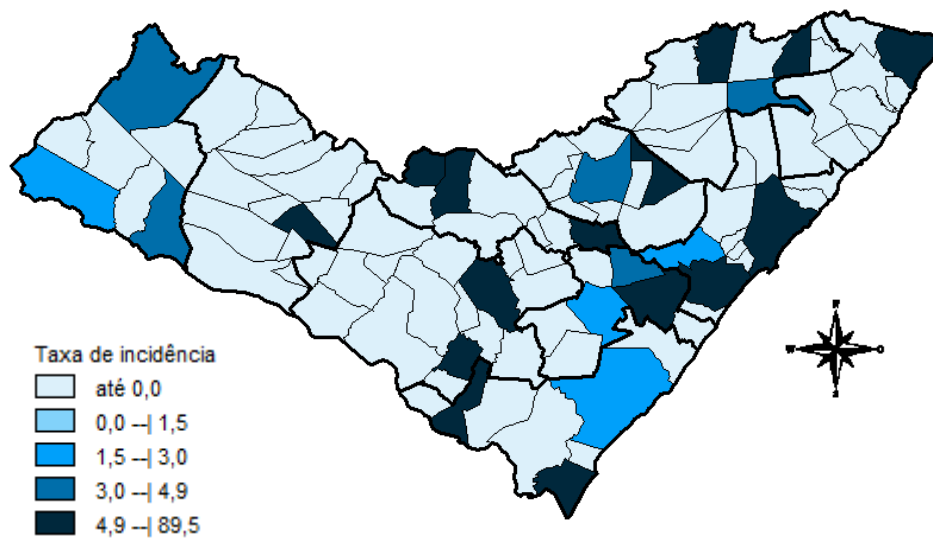 Taxa de incidência
até 0,0
0,0 --| 1,5
1,5 --| 3,0
3,0 --| 4,9
4,9 --| 89,5
N
W
O
S